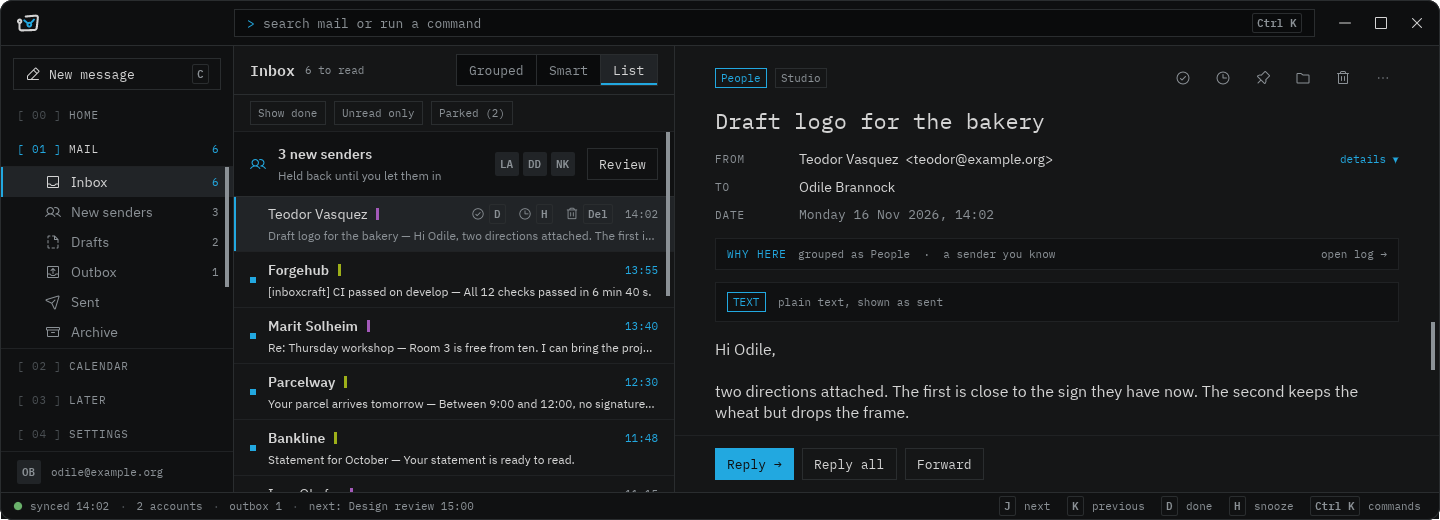 > search mail or run a command Ctrl K
New message C
[ 00 ] HOME
[ 01 ] MAIL 6
Inbox 6
New senders 3
Drafts 2
Outbox 1
Sent
Archive
[ 02 ] CALENDAR
[ 03 ] LATER
[ 04 ] SETTINGS
OB odile@example.org
Inbox 6 to read Grouped Smart List
Show done Unread only Parked (2)
3 new senders LA DD NK Review
Held back until you let them in
Teodor Vasquez D H Del 14:02
Draft logo for the bakery — Hi Odile, two directions attached. The first i…
Forgehub 13:55
[inboxcraft] CI passed on develop — All 12 checks passed in 6 min 40 s.
Marit Solheim 13:40
Re: Thursday workshop — Room 3 is free from ten. I can bring the proj…
Parcelway 12:30
Your parcel arrives tomorrow — Between 9:00 and 12:00, no signature…
Bankline 11:48
Statement for October — Your statement is ready to read.
People Studio ···
Draft logo for the bakery
FROM Teodor Vasquez <teodor@example.org> details ▾
TO Odile Brannock
DATE Monday 16 Nov 2026, 14:02
WHY HERE grouped as People · a sender you know open log →
TEXT plain text, shown as sent
Hi Odile,
two directions attached. The first is close to the sign they have now. The second keeps the
wheat but drops the frame.
Reply → Reply all Forward
synced 14:02 · 2 accounts · outbox 1 · next: Design review 15:00 J next K previous D done H snooze Ctrl K commands